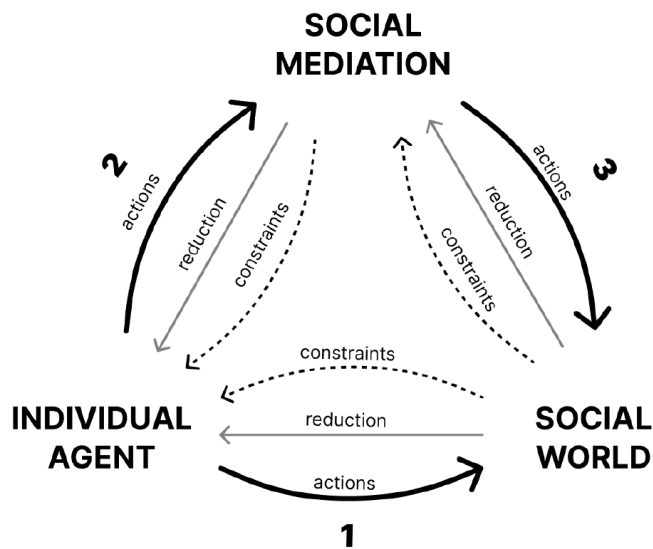 SOCIAL
MEDIATION
2
actions
reduction
constraints
3
actions
reduction
constraints
INDIVIDUAL
AGENT
constraints
reduction
actions
1
SOCIAL
WORLD